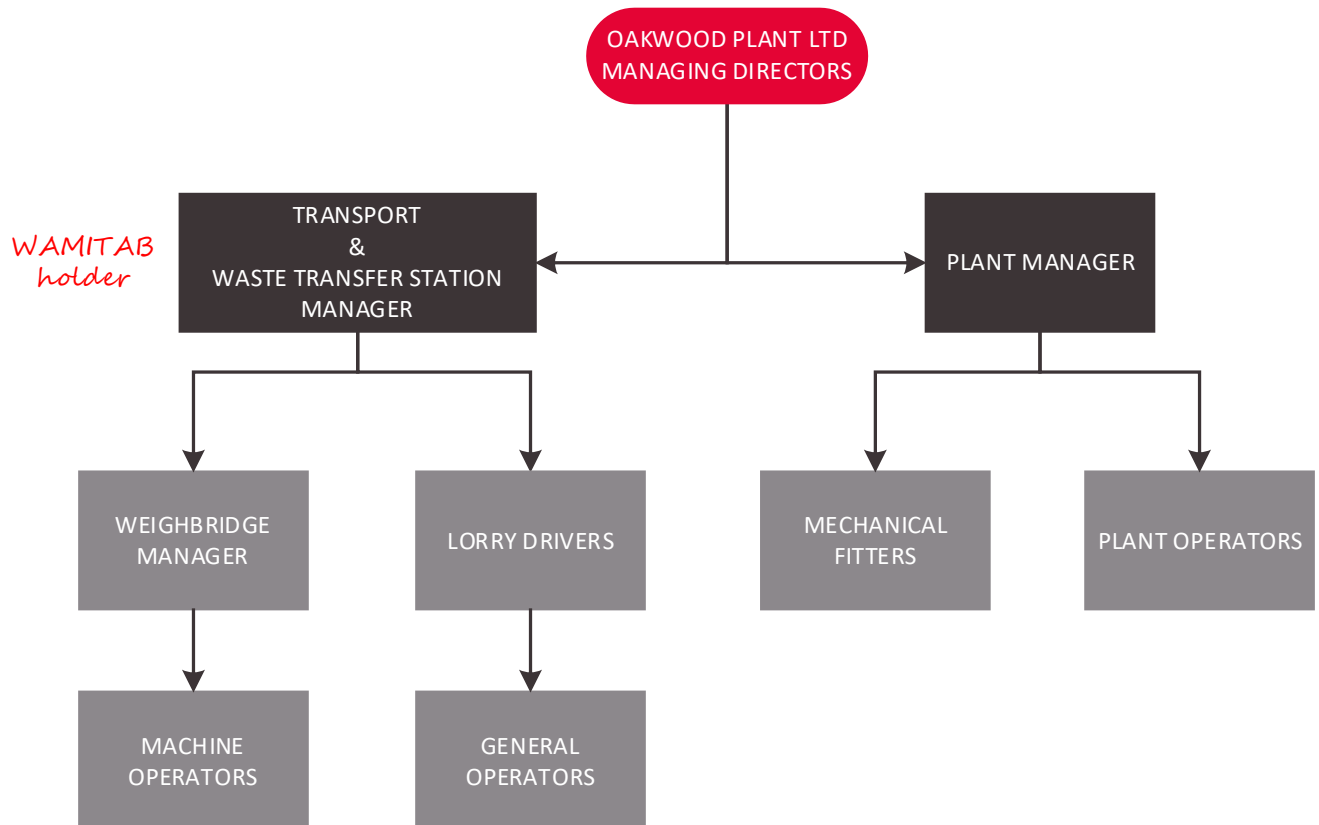 OAKWOOD PLANT LTD
MANAGING DIRECTORS
WAMITAB
holder
TRANSPORT
&
WASTE TRANSFER STATION
MANAGER
PLANT MANAGER
WEIGHBRIDGE
MANAGER
LORRY DRIVERS
MECHANICAL
FITTERS
PLANT OPERATORS
MACHINE
OPERATORS
GENERAL
OPERATORS